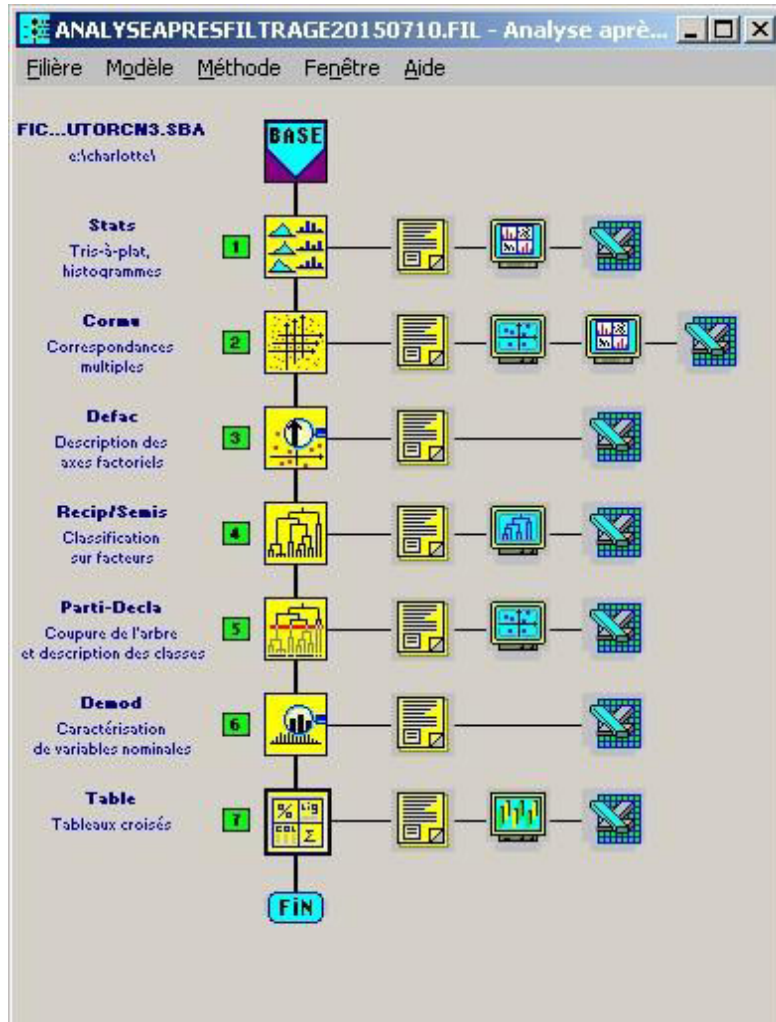 ANALYSEAPRESFILTRAGE20150710.FIL - Analyse aprè...
Filière Modèle Méthode Fenêtre Aide
FIC...UTORCN3.SBA
e:\charlotte\
BASE
Stats
Tris-à-plat,
histogrammes
1
Cormu
Correspondances
multiples
2
Defac
Description des
axes factoriels
3
Recip/Semis
Classification
sur facteurs
4
Parti-Decla
Coupure de l'arbre
et description des classes
5
Demod
Caractérisation
de variables nominales
6
Table
Tableaux croisés
7
% Lig
COL Σ
FiN